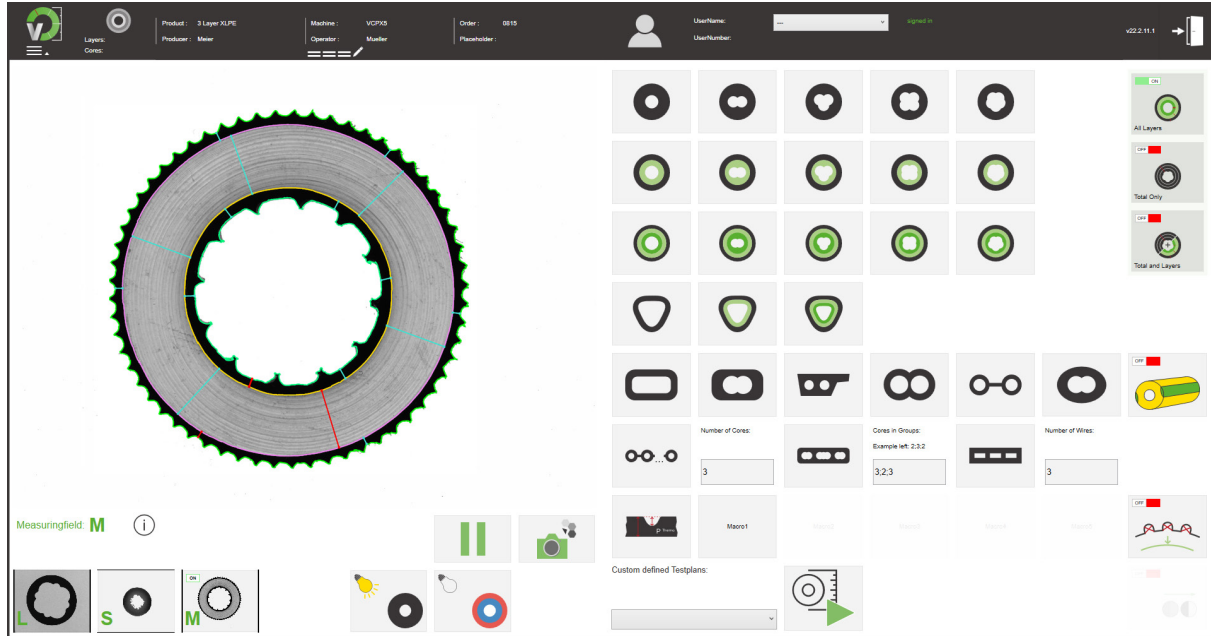 Product : 3 Layer XLPE
Machine : VCPX5
Order : 0815
UserName:
---
signed in
Layers:
Producer : Meier
Operator : Mueller
Placeholder :
UserNumber:
v22.2.11.1
Cores:
ON
All Layers
OFF
Total Only
OFF
Total and Layers
OFF
Number of Cores:
Cores in Groups:
Example left: 2;3;2
Number of Wires:
3
3;2;3
3
OFF
Macro1
Measuringfield: M
i
Custom defined Testplans:
L
S
ON
M